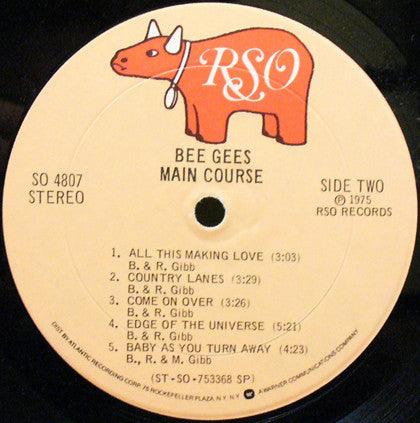 RSO
BEE GEES
MAIN COURSE
SO 4807
STEREO
SIDE TWO
℗ 1975
RSO RECORDS
1. ALL THIS MAKING LOVE (3:03)
B. & R. Gibb
2. COUNTRY LANES (3:29)
B. & R. Gibb
3. COME ON OVER (3:26)
B. & R. Gibb
4. EDGE OF THE UNIVERSE (5:21)
B. & R. Gibb
5. BABY AS YOU TURN AWAY (4:23)
B., R. & M. Gibb
(ST-SO-753368 SP)
DIST. BY ATLANTIC RECORDING CORP. 75 ROCKEFELLER PLAZA, N.Y. N.Y. A WARNER COMMUNICATIONS COMPANY